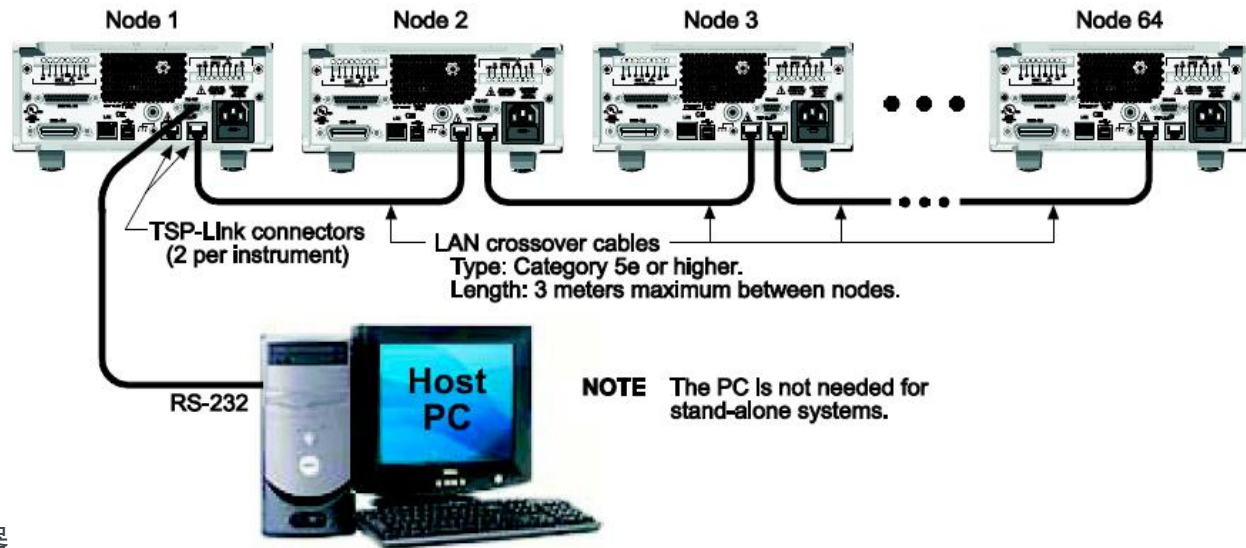 Node 1
Node 2
Node 3
Node 64
TSP-Link connectors
(2 per instrument)
LAN crossover cables
Type: Category 5e or higher.
Length: 3 meters maximum between nodes.
RS-232
Host
PC
NOTE The PC is not needed for
stand-alone systems.